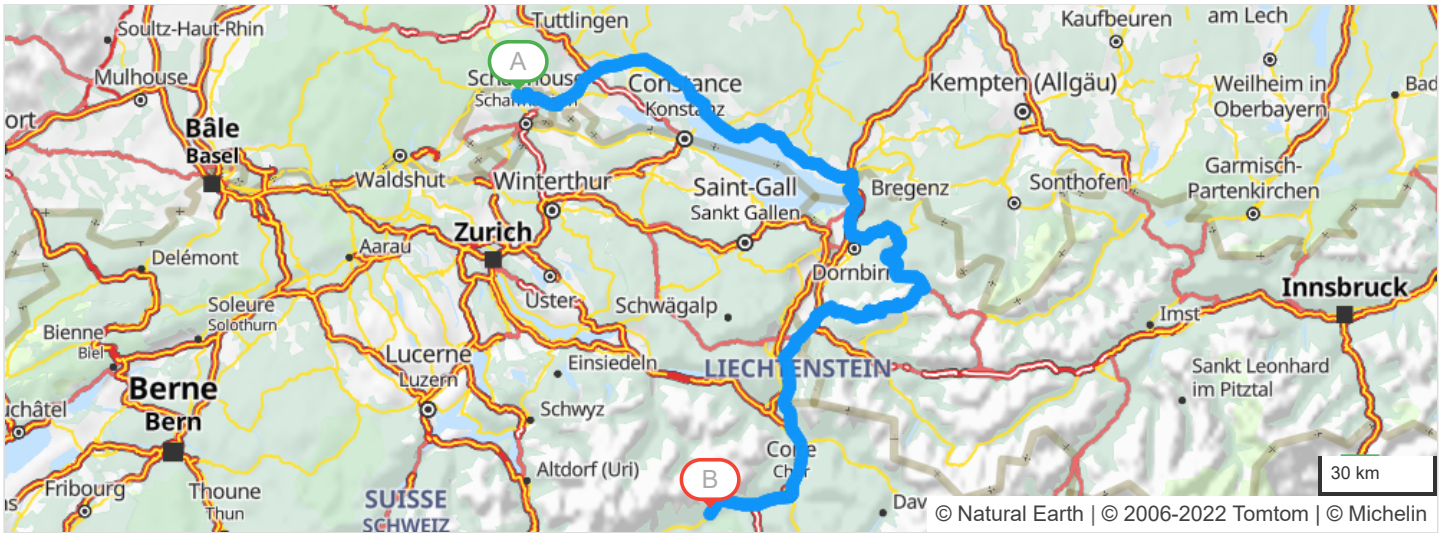 Tuttlingen
Kaufbeuren
am Lech
Soultz-Haut-Rhin
A
Mulhouse
Constance
Konstanz
Kempten (Allgäu)
Weilheim in
Oberbayern
Bad
ort
Bâle
Basel
Waldshut
Winterthur
Saint-Gall
Sankt Gallen
Bregenz
Sonthofen
Garmisch-
Partenkirchen
Zurich
Aarau
Delémont
Dornbirn
Uster
Schwägalp
Innsbruck
Soleure
Solothurn
Imst
Bienne
Biel
Lucerne
Luzern
Einsiedeln
LIECHTENSTEIN
Sankt Leonhard
im Pitztal
Berne
Bern
uchâtel
Schwyz
Coire
Altdorf (Uri)
B
Fribourg
Thoune
Thun
SUISSE
SCHWEIZ
Dav
30 km
© Natural Earth | © 2006-2022 Tomtom | © Michelin